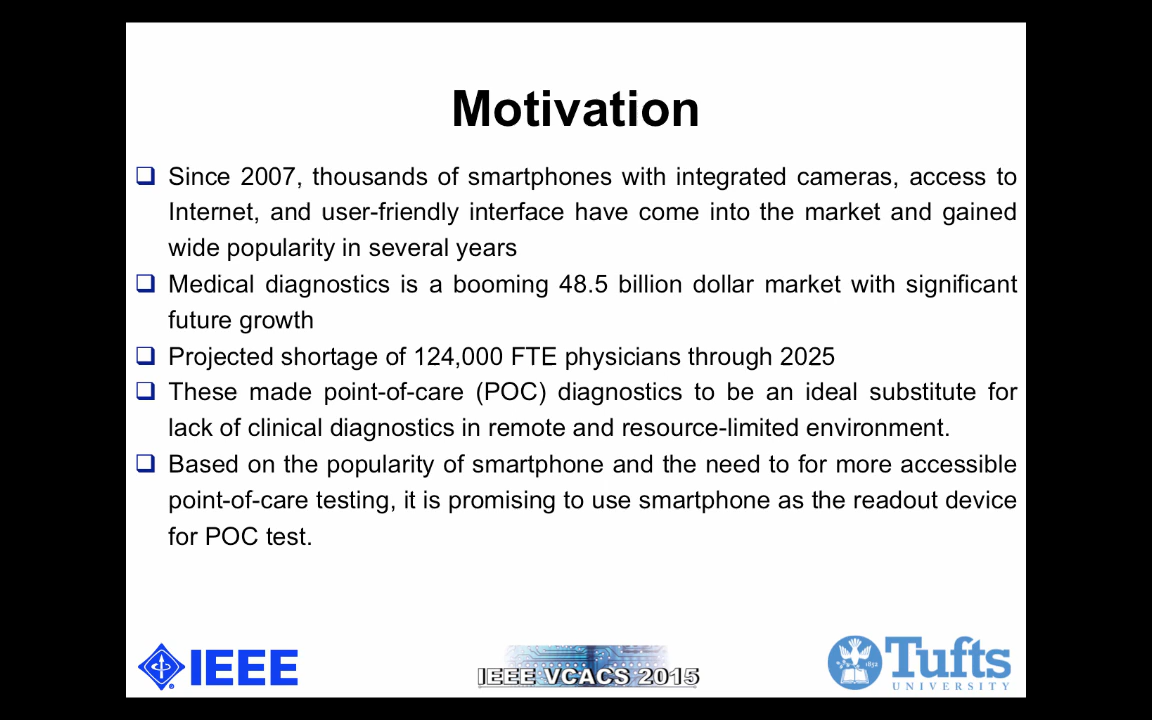 Motivation
Since 2007, thousands of smartphones with integrated cameras, access to
Internet, and user-friendly interface have come into the market and gained
wide popularity in several years
Medical diagnostics is a booming 48.5 billion dollar market with significant
future growth
Projected shortage of 124,000 FTE physicians through 2025
These made point-of-care (POC) diagnostics to be an ideal substitute for
lack of clinical diagnostics in remote and resource-limited environment.
Based on the popularity of smartphone and the need to for more accessible
point-of-care testing, it is promising to use smartphone as the readout device
for POC test.
IEEE
IEEE VCACS 2015
1852
Tufts
UNIVERSITY